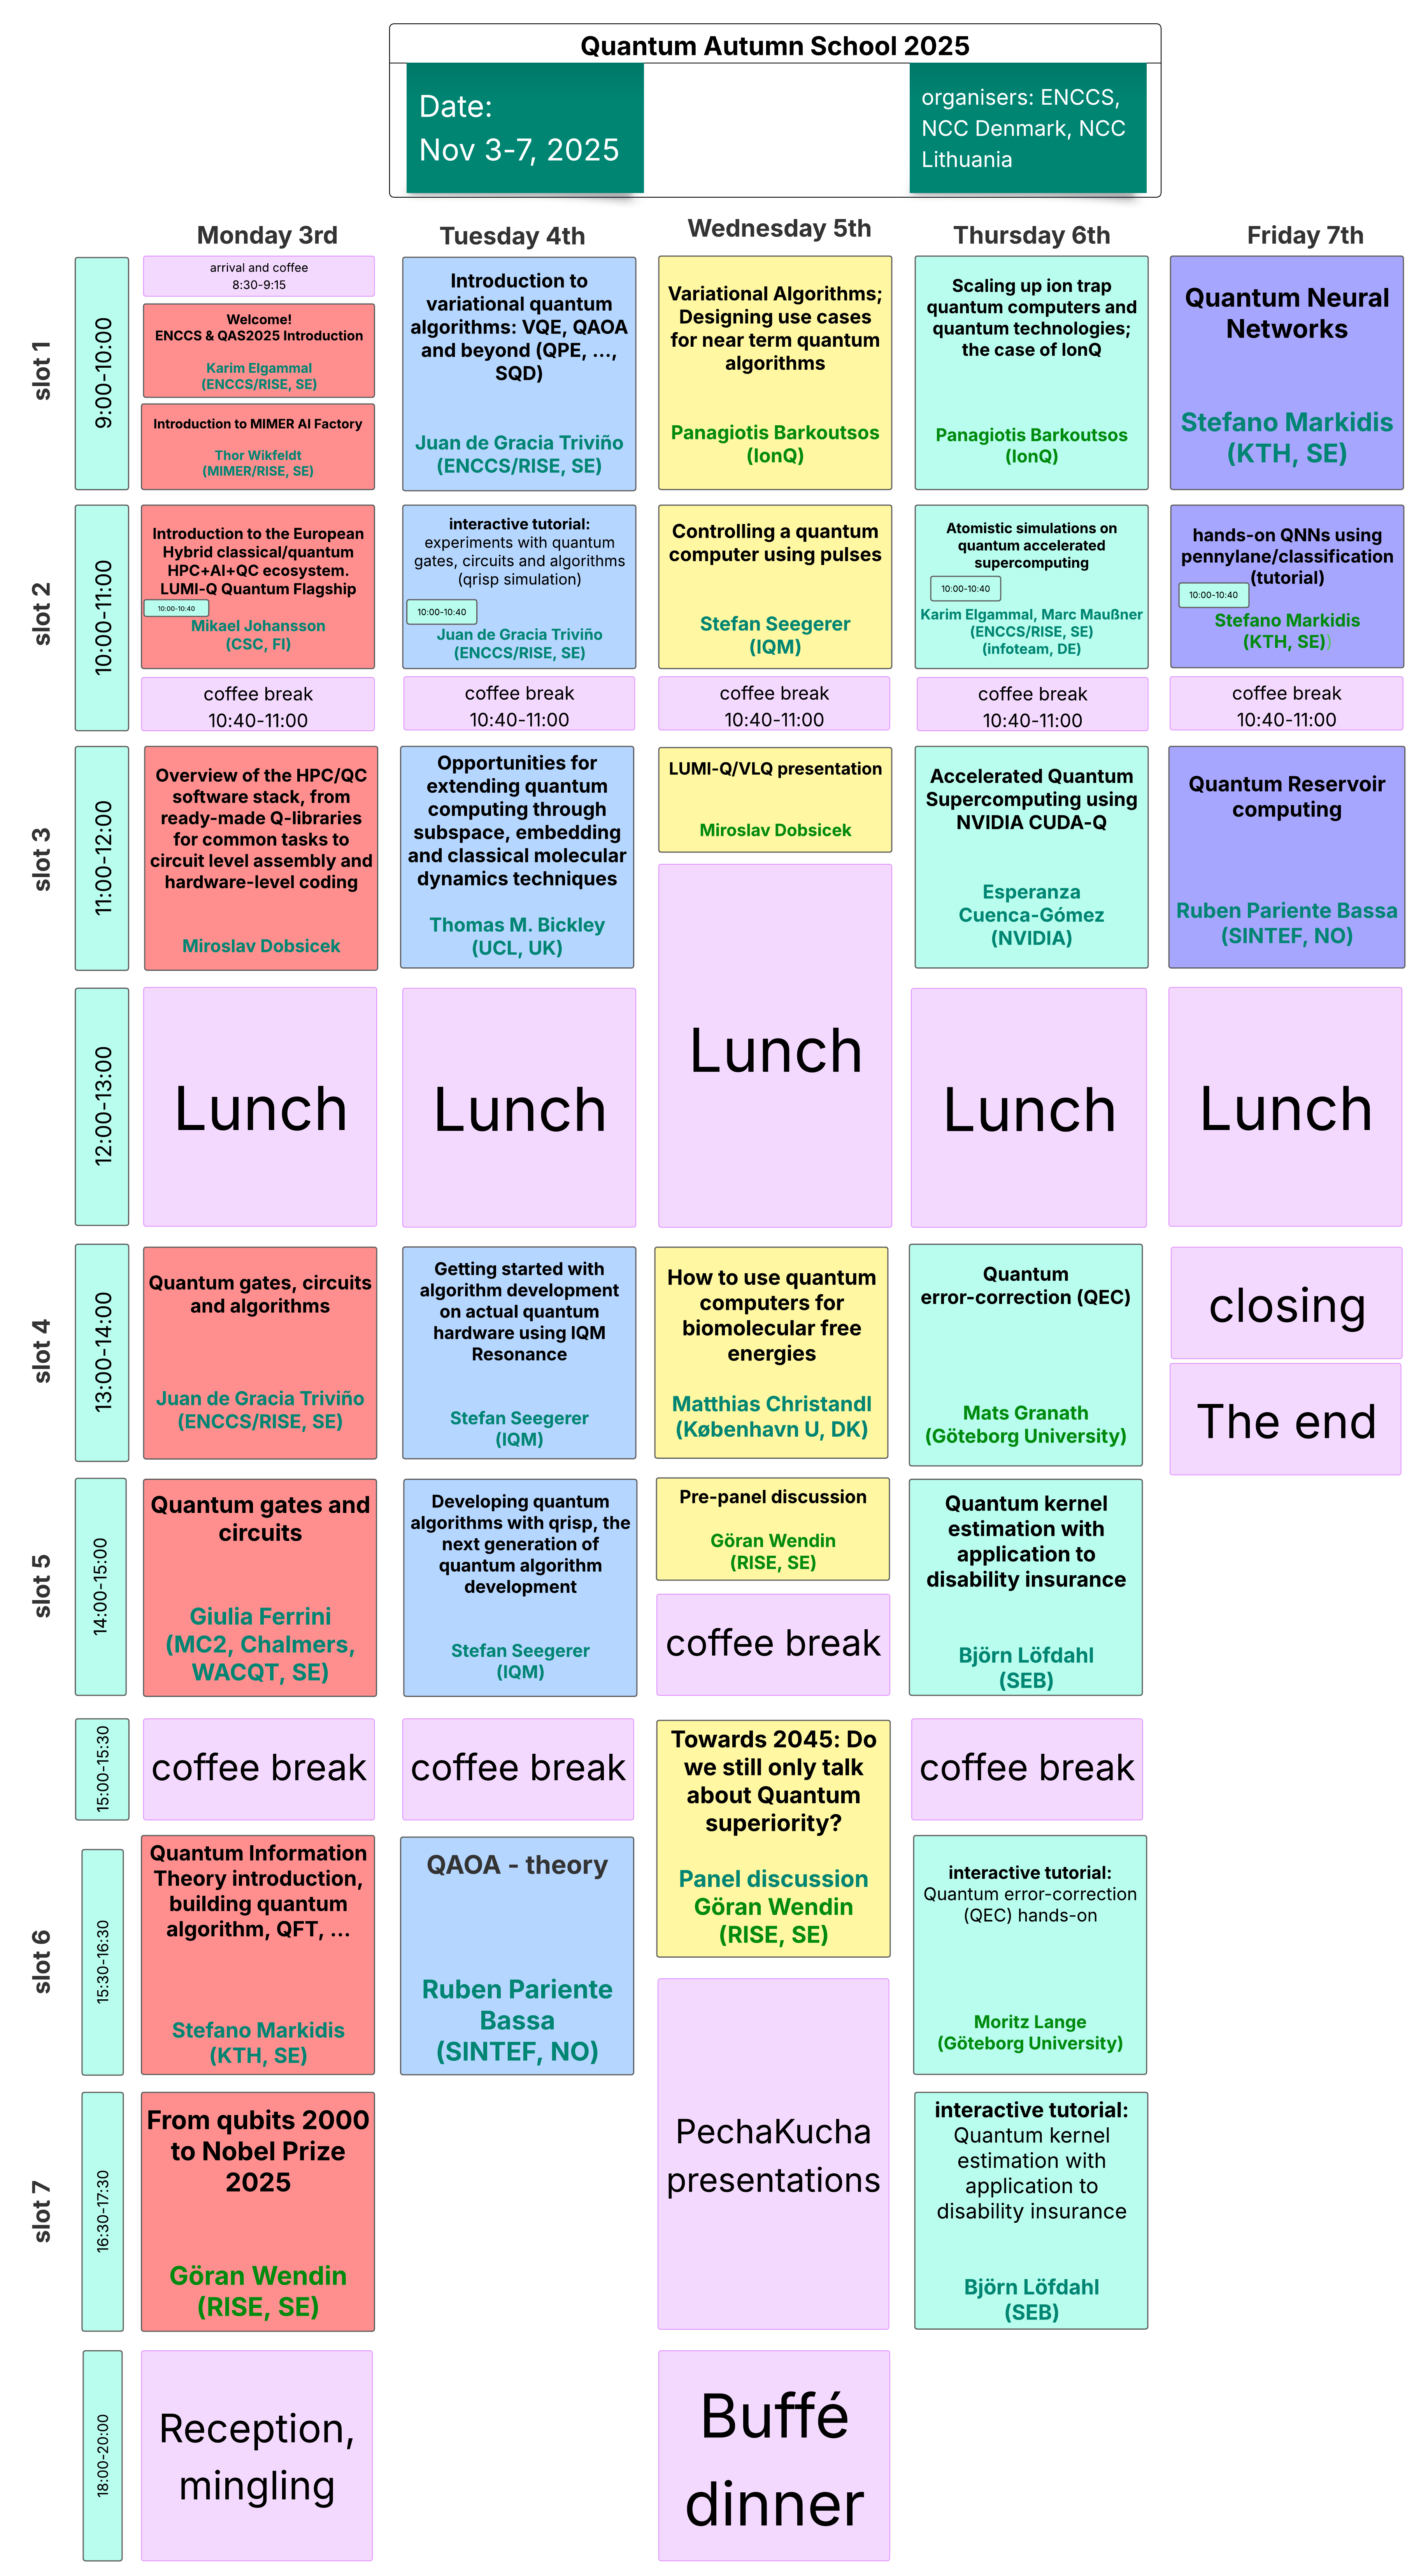 Quantum Autumn School 2025
Date:
Nov 3-7, 2025
organisers: ENCCS,
NCC Denmark, NCC
Lithuania
Monday 3rd
Tuesday 4th
Wednesday 5th
Thursday 6th
Friday 7th
slot 1
9:00-10:00
arrival and coffee
8:30-9:15
Welcome!
ENCCS & QAS2025 Introduction
Karim Elgammal
(ENCCS/RISE, SE)
Introduction to MIMER AI Factory
Thor Wikfeldt
(MIMER/RISE, SE)
Introduction to
variational quantum
algorithms: VQE, QAOA
and beyond (QPE, ...,
SQD)
Juan de Gracia Triviño
(ENCCS/RISE, SE)
Variational Algorithms;
Designing use cases
for near term quantum
algorithms
Panagiotis Barkoutsos
(IonQ)
Scaling up ion trap
quantum computers and
quantum technologies;
the case of IonQ
Panagiotis Barkoutsos
(IonQ)
Quantum Neural
Networks
Stefano Markidis
(KTH, SE)
slot 2
10:00-11:00
Introduction to the European
Hybrid classical/quantum
HPC+AI+QC ecosystem.
LUMI-Q Quantum Flagship
10:00-10:40
Mikael Johansson
(CSC, FI)
interactive tutorial:
experiments with quantum
gates, circuits and algorithms
(qrisp simulation)
10:00-10:40
Juan de Gracia Triviño
(ENCCS/RISE, SE)
Controlling a quantum
computer using pulses
Stefan Seegerer
(IQM)
Atomistic simulations on
quantum accelerated
supercomputing
10:00-10:40
Karim Elgammal, Marc Maußner
(ENCCS/RISE, SE)
(infoteam, DE)
hands-on QNNs using
pennylane/classification
(tutorial)
10:00-10:40
Stefano Markidis
(KTH, SE))
coffee break
10:40-11:00
coffee break
10:40-11:00
coffee break
10:40-11:00
coffee break
10:40-11:00
coffee break
10:40-11:00
slot 3
11:00-12:00
Overview of the HPC/QC
software stack, from
ready-made Q-libraries
for common tasks to
circuit level assembly and
hardware-level coding
Miroslav Dobsicek
Opportunities for
extending quantum
computing through
subspace, embedding
and classical molecular
dynamics techniques
Thomas M. Bickley
(UCL, UK)
LUMI-Q/VLQ presentation
Miroslav Dobsicek
Accelerated Quantum
Supercomputing using
NVIDIA CUDA-Q
Esperanza
Cuenca-Gómez
(NVIDIA)
Quantum Reservoir
computing
Ruben Pariente Bassa
(SINTEF, NO)
12:00-13:00
Lunch
Lunch
Lunch
Lunch
Lunch
slot 4
13:00-14:00
Quantum gates, circuits
and algorithms
Juan de Gracia Triviño
(ENCCS/RISE, SE)
Getting started with
algorithm development
on actual quantum
hardware using IQM
Resonance
Stefan Seegerer
(IQM)
How to use quantum
computers for
biomolecular free
energies
Matthias Christandl
(København U, DK)
Quantum
error-correction (QEC)
Mats Granath
(Göteborg University)
closing
The end
slot 5
14:00-15:00
Quantum gates and
circuits
Giulia Ferrini
(MC2, Chalmers,
WACQT, SE)
Developing quantum
algorithms with qrisp, the
next generation of
quantum algorithm
development
Stefan Seegerer
(IQM)
Pre-panel discussion
Göran Wendin
(RISE, SE)
coffee break
Quantum kernel
estimation with
application to
disability insurance
Björn Löfdahl
(SEB)
15:00-15:30
coffee break
coffee break
Towards 2045: Do
we still only talk
about Quantum
superiority?
Panel discussion
Göran Wendin
(RISE, SE)
coffee break
slot 6
15:30-16:30
Quantum Information
Theory introduction,
building quantum
algorithm, QFT, ...
Stefano Markidis
(KTH, SE)
QAOA - theory
Ruben Pariente
Bassa
(SINTEF, NO)
PechaKucha
presentations
interactive tutorial:
Quantum error-correction
(QEC) hands-on
Moritz Lange
(Göteborg University)
slot 7
16:30-17:30
From qubits 2000
to Nobel Prize
2025
Göran Wendin
(RISE, SE)
interactive tutorial:
Quantum kernel
estimation with
application to
disability insurance
Björn Löfdahl
(SEB)
18:00-20:00
Reception,
mingling
Buffé
dinner